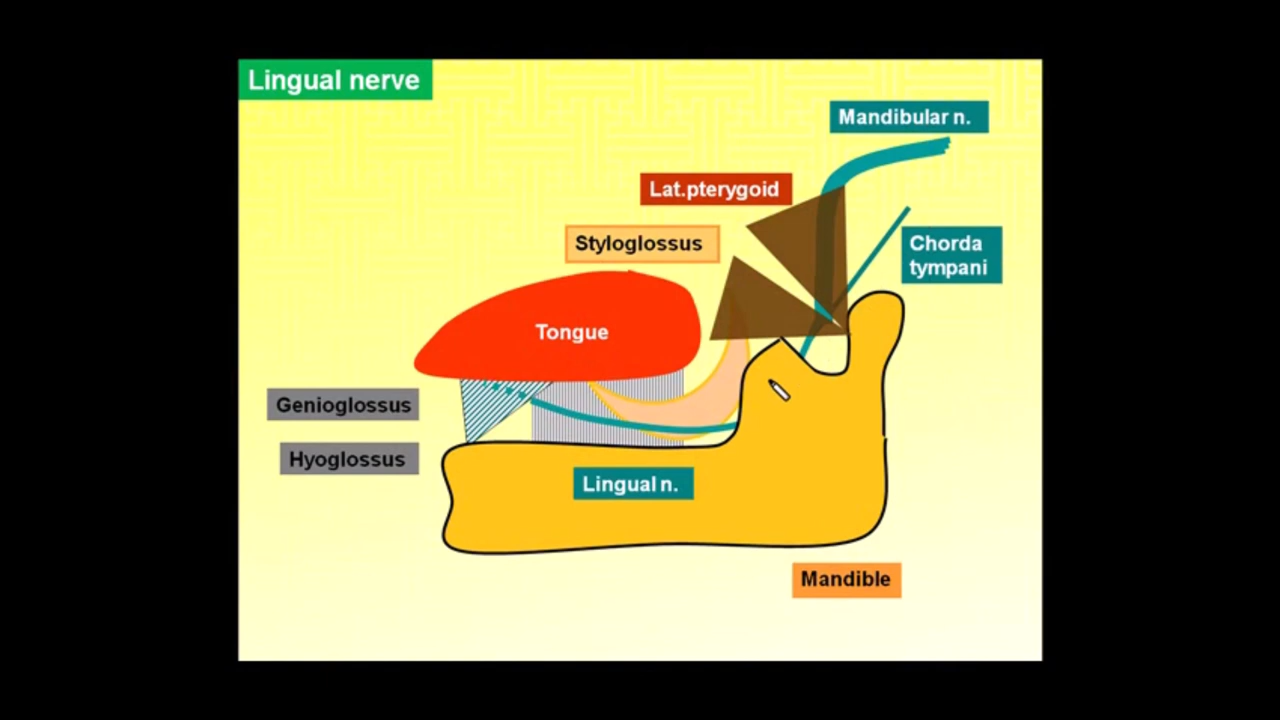 Lingual nerve
Mandibular n.
Lat.pterygoid
Styloglossus
Chorda
tympani
Tongue
Genioglossus
Hyoglossus
Lingual n.
Mandible